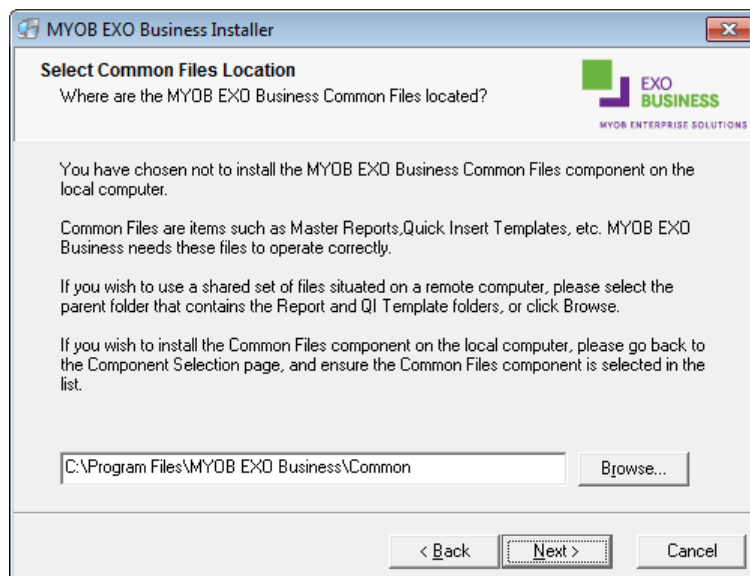 MYOB EXO Business Installer
Select Common Files Location
Where are the MYOB EXO Business Common Files located?
EXO
BUSINESS
MYOB ENTERPRISE SOLUTIONS
You have chosen not to install the MYOB EXO Business Common Files component on the
local computer.
Common Files are items such as Master Reports,Quick Insert Templates, etc. MYOB EXO
Business needs these files to operate correctly.
If you wish to use a shared set of files situated on a remote computer, please select the
parent folder that contains the Report and QI Template folders, or click Browse.
If you wish to install the Common Files component on the local computer, please go back to
the Component Selection page, and ensure the Common Files component is selected in the
list.
C:\Program Files\MYOB EXO Business\Common
Browse...
< Back
Next >
Cancel